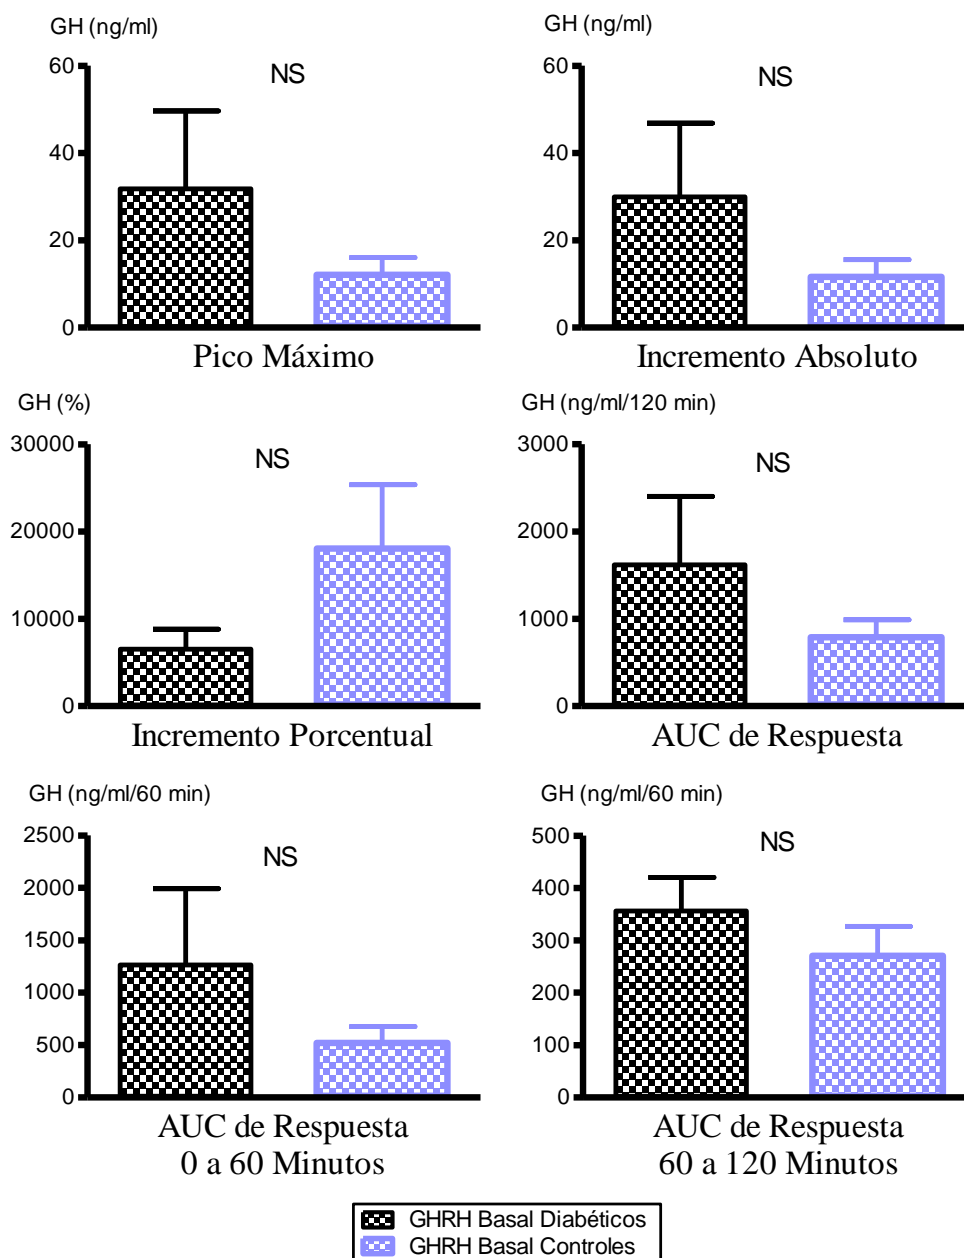 GH (ng/ml)
60
40
20
0
NS
Pico Máximo
GH (ng/ml)
60
40
20
0
NS
Incremento Absoluto
GH (%)
30000
20000
10000
0
NS
Incremento Porcentual
GH (ng/ml/120 min)
3000
2000
1000
0
NS
AUC de Respuesta
GH (ng/ml/60 min)
2500
2000
1500
1000
500
0
NS
AUC de Respuesta
0 a 60 Minutos
GH (ng/ml/60 min)
500
400
300
200
100
0
NS
AUC de Respuesta
60 a 120 Minutos
GHRH Basal Diabéticos
GHRH Basal Controles